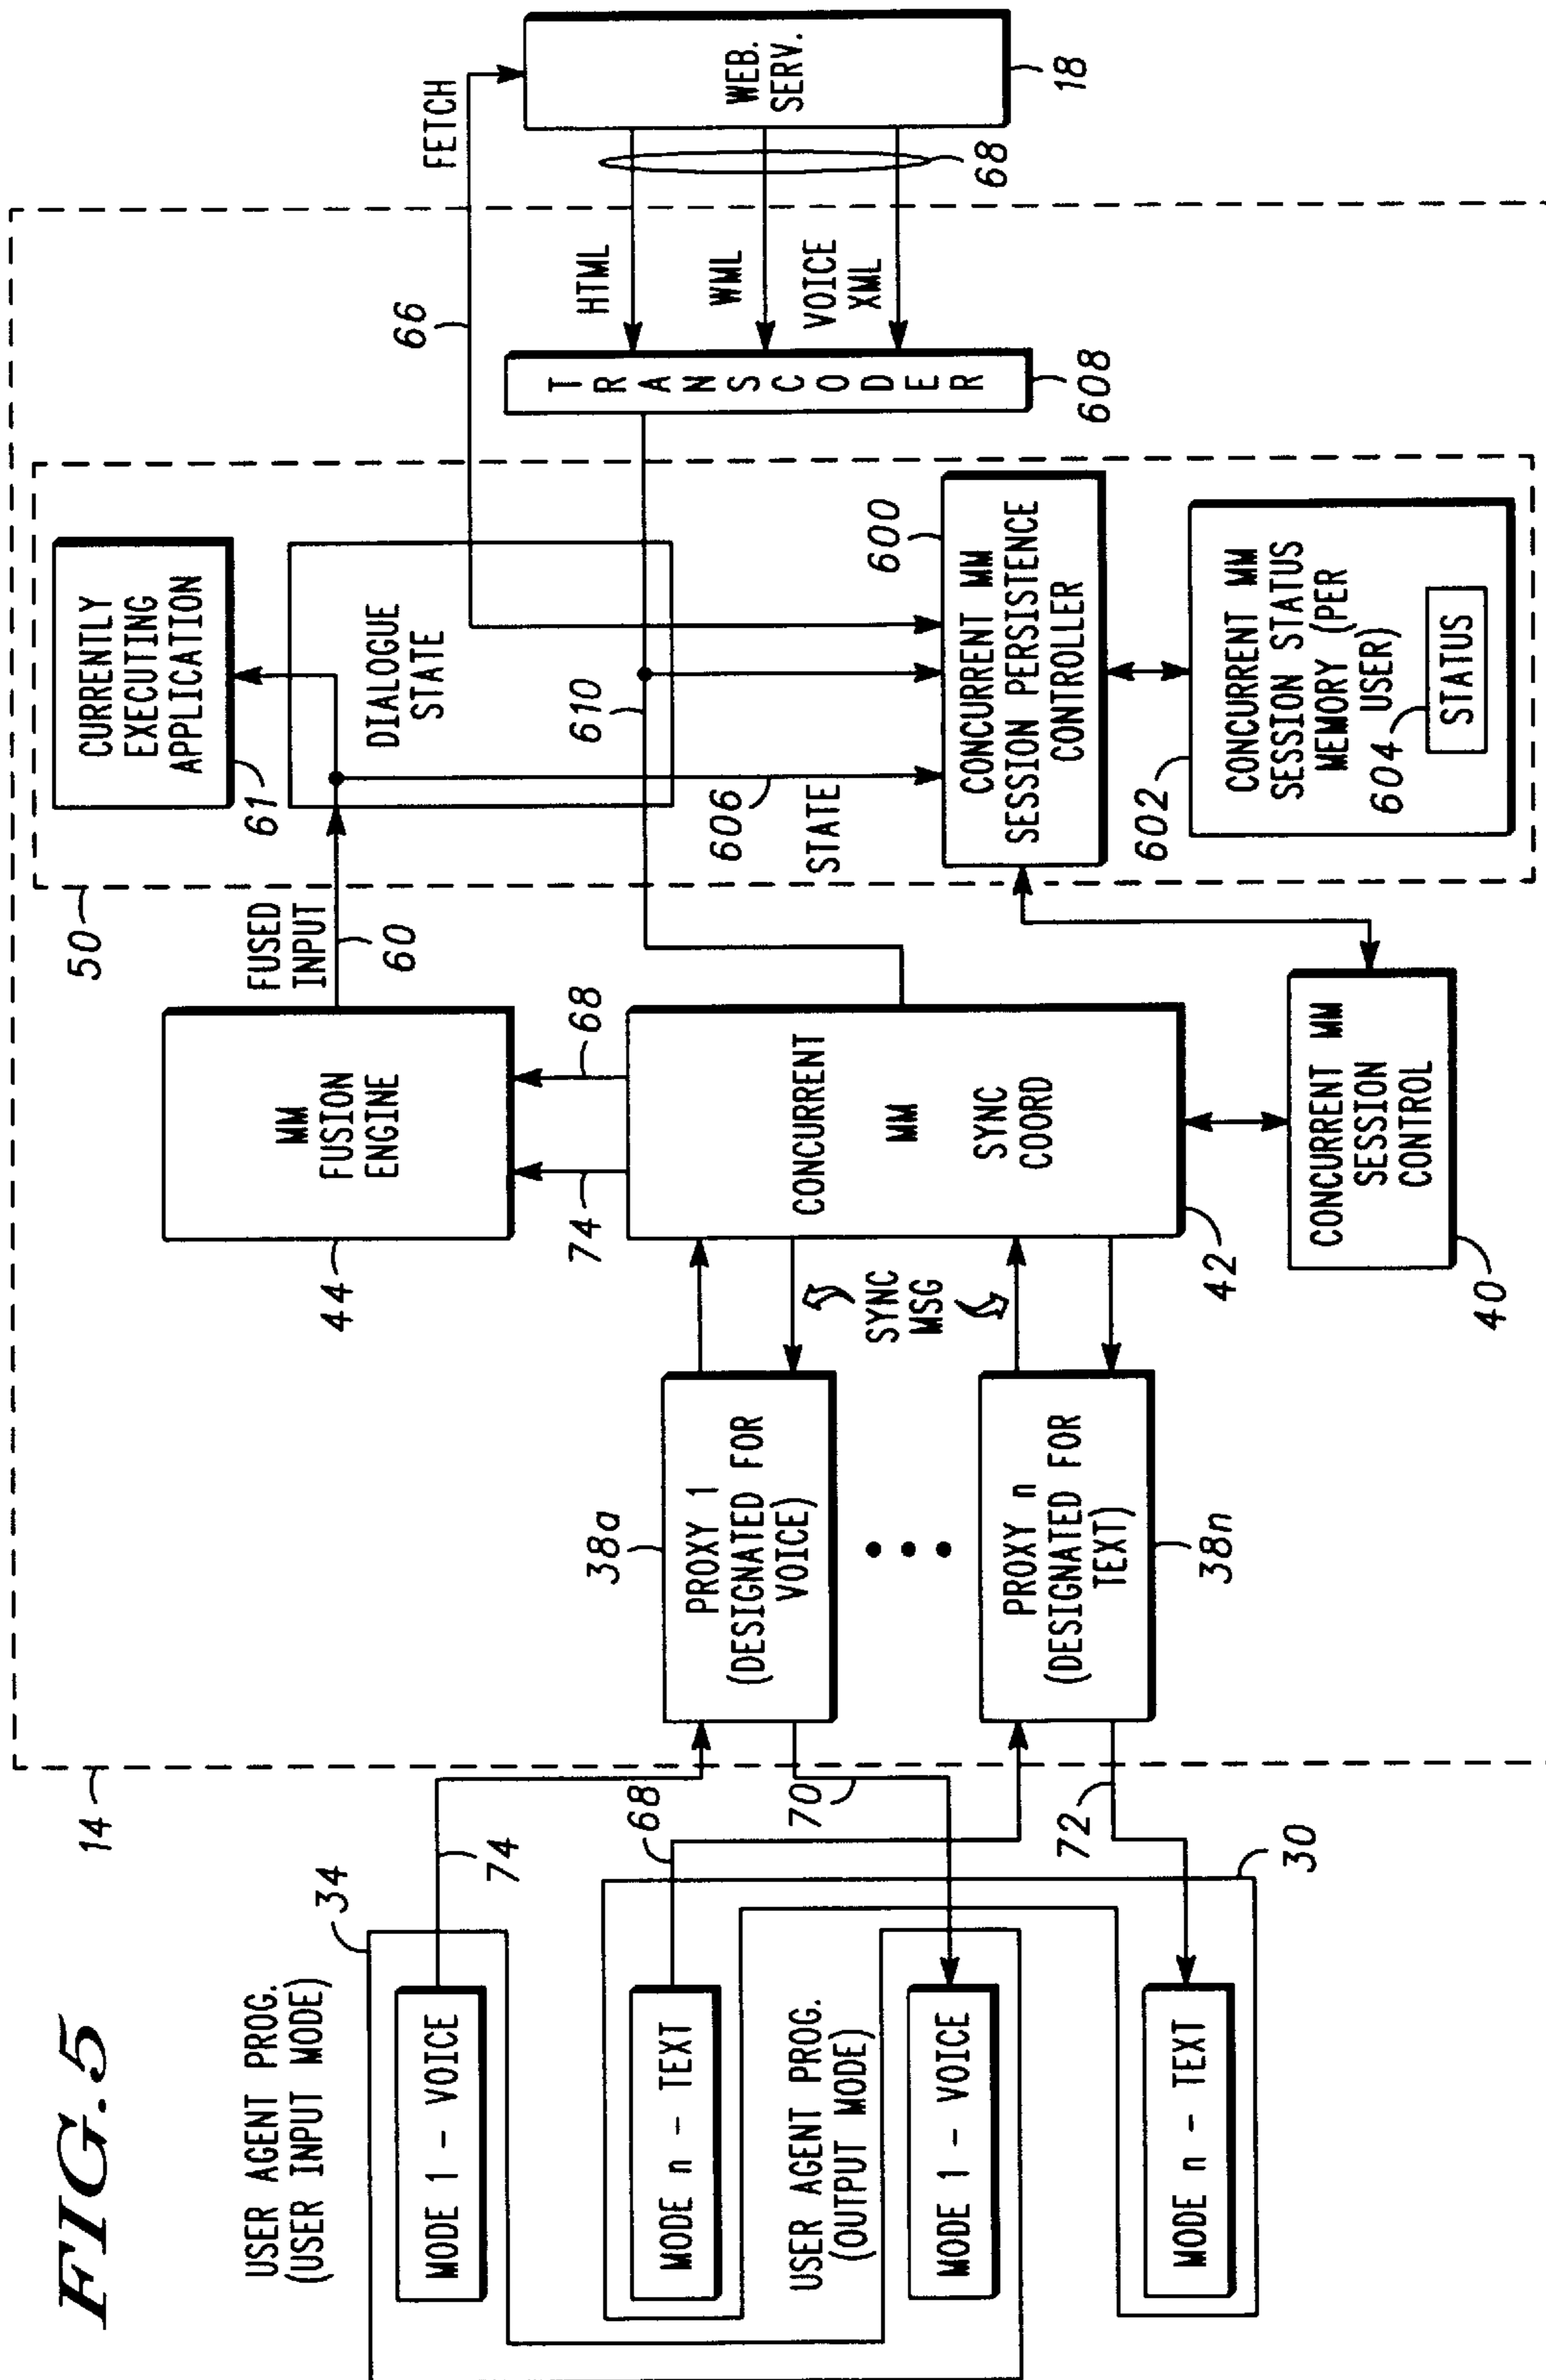 FIG.5
USER AGENT PROG.
(USER INPUT MODE)
34
MODE 1 - VOICE
74
MODE n - TEXT
68
USER AGENT PROG.
(OUTPUT MODE)
MODE 1 - VOICE
70
MODE n - TEXT
72
30
14
38a
PROXY 1
(DESIGNATED FOR
VOICE)
PROXY n
(DESIGNATED FOR
TEXT)
38n
SYNC
MSG
44
MM
FUSION
ENGINE
74
68
CONCURRENT
MM
SYNC
COORD
42
CONCURRENT MM
SESSION
CONTROL
40
50
FUSED
INPUT
60
CURRENTLY
EXECUTING
APPLICATION
61
DIALOGUE
STATE
610
606
STATE
600
CONCURRENT MM
SESSION PERSISTENCE
CONTROLLER
602
CONCURRENT MM
SESSION STATUS
MEMORY (PER
USER)
604
STATUS
66
FETCH
TRANSCODER
608
HTML
WML
VOICE
XML
68
WEB.
SERV.
18